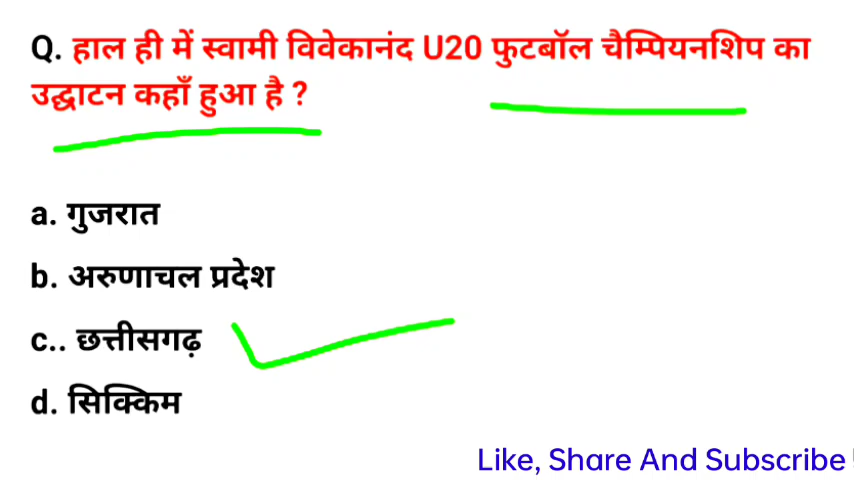 Q. हाल ही में स्वामी विवेकानंद U20 फुटबॉल चैम्पियनशिप का
उद्घाटन कहाँ हुआ है ?
a. गुजरात
b. अरुणाचल प्रदेश
c.. छत्तीसगढ़
d. सिक्किम
Like, Share And Subscribe